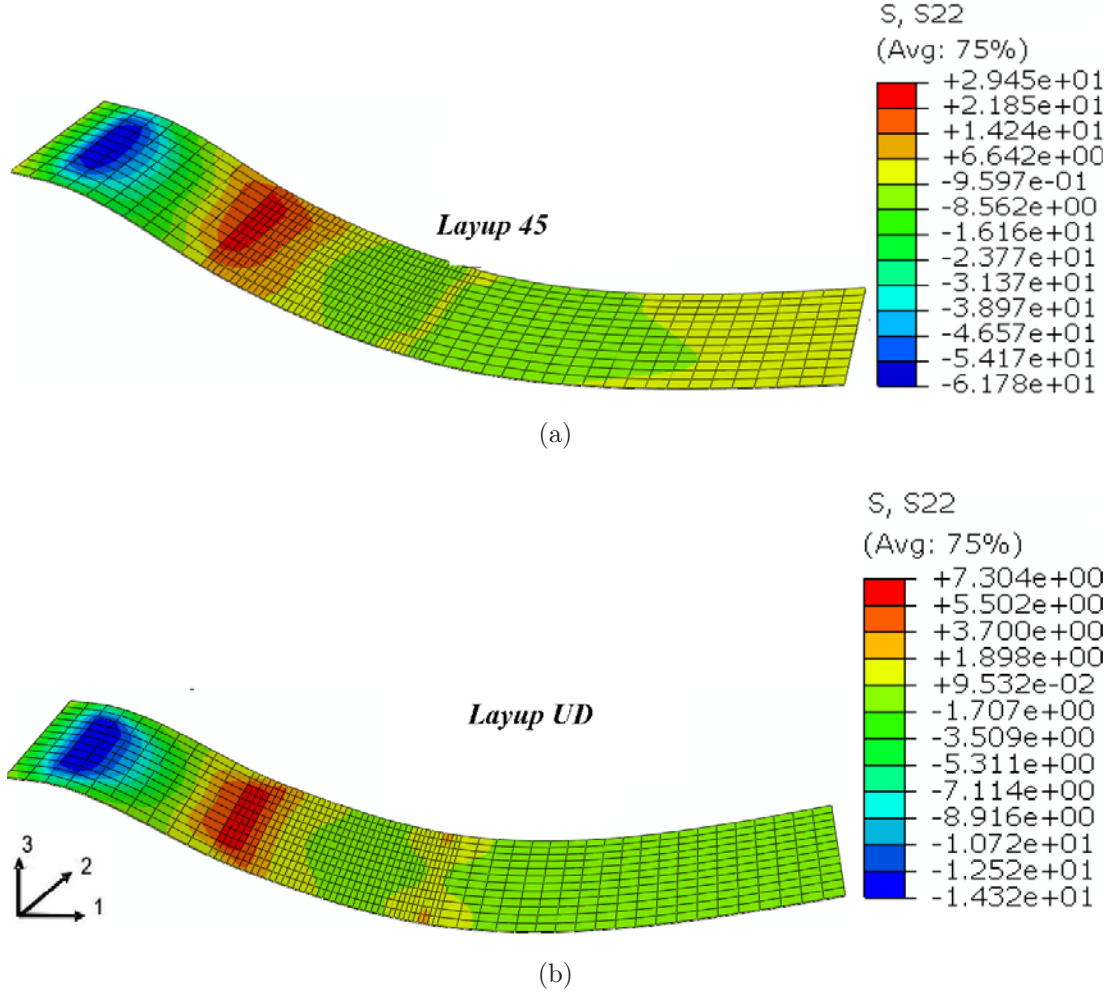 S, S22
(Avg: 75%)
+2.945e+01
+2.185e+01
+1.424e+01
+6.642e+00
-9.597e-01
-8.562e+00
-1.616e+01
-2.377e+01
-3.137e+01
-3.897e+01
-4.657e+01
-5.417e+01
-6.178e+01
Layup 45
(a)
S, S22
(Avg: 75%)
+7.304e+00
+5.502e+00
+3.700e+00
+1.898e+00
+9.532e-02
-1.707e+00
-3.509e+00
-5.311e+00
-7.114e+00
-8.916e+00
-1.072e+01
-1.252e+01
-1.432e+01
Layup UD
3
2
1
(b)